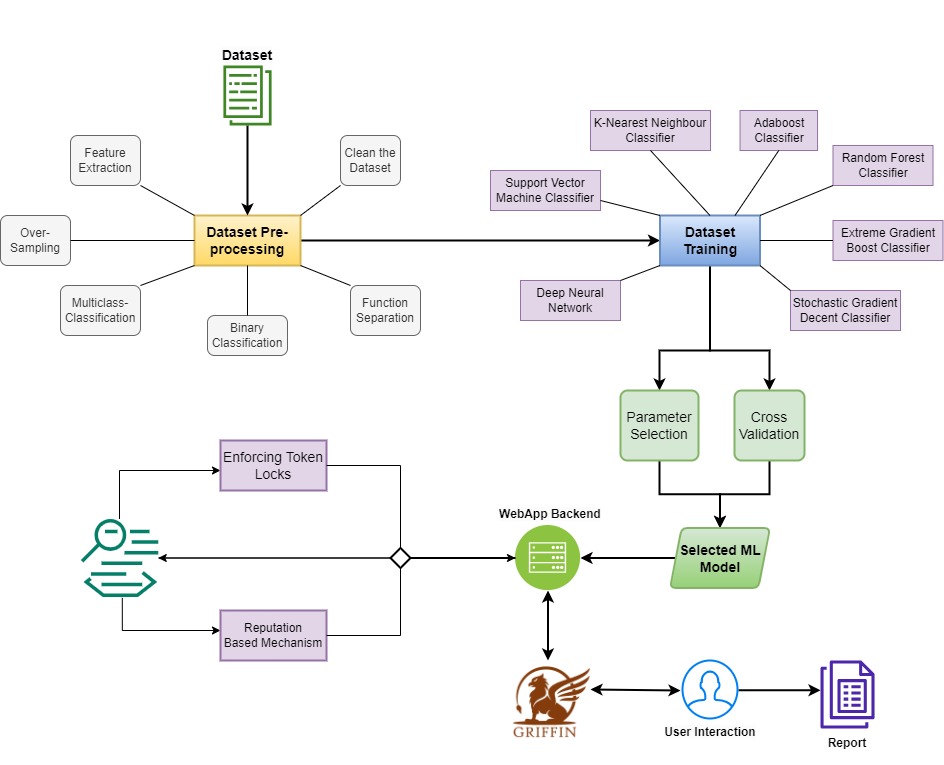 Dataset
Feature
Extraction
Clean the
Dataset
Over-
Sampling
Dataset Pre-
processing
Multiclass-
Classification
Binary
Classification
Function
Separation
K-Nearest Neighbour
Classifier
Adaboost
Classifier
Random Forest
Classifier
Support Vector
Machine Classifier
Dataset
Training
Extreme Gradient
Boost Classifier
Deep Neural
Network
Stochastic Gradient
Decent Classifier
Parameter
Selection
Cross
Validation
Enforcing Token
Locks
WebApp Backend
Selected ML
Model
Reputation
Based Mechanism
GRIFFIN
User Interaction
Report